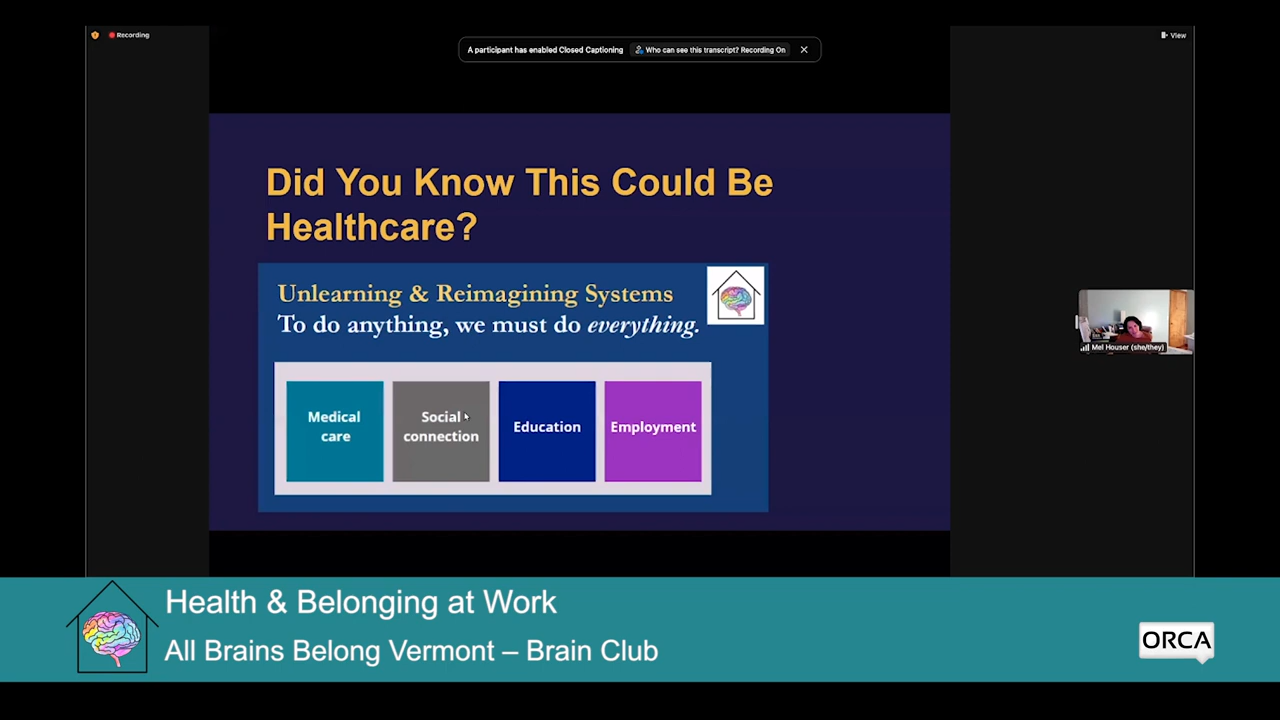 Recording
A participant has enabled Closed Captioning
Who can see this transcript? Recording On
View
Did You Know This Could Be
Healthcare?
Unlearning & Reimagining Systems
To do anything, we must do everything.
Medical
care
Social
connection
Education
Employment
Mel Houser (she/they)
Health & Belonging at Work
All Brains Belong Vermont – Brain Club
ORCA